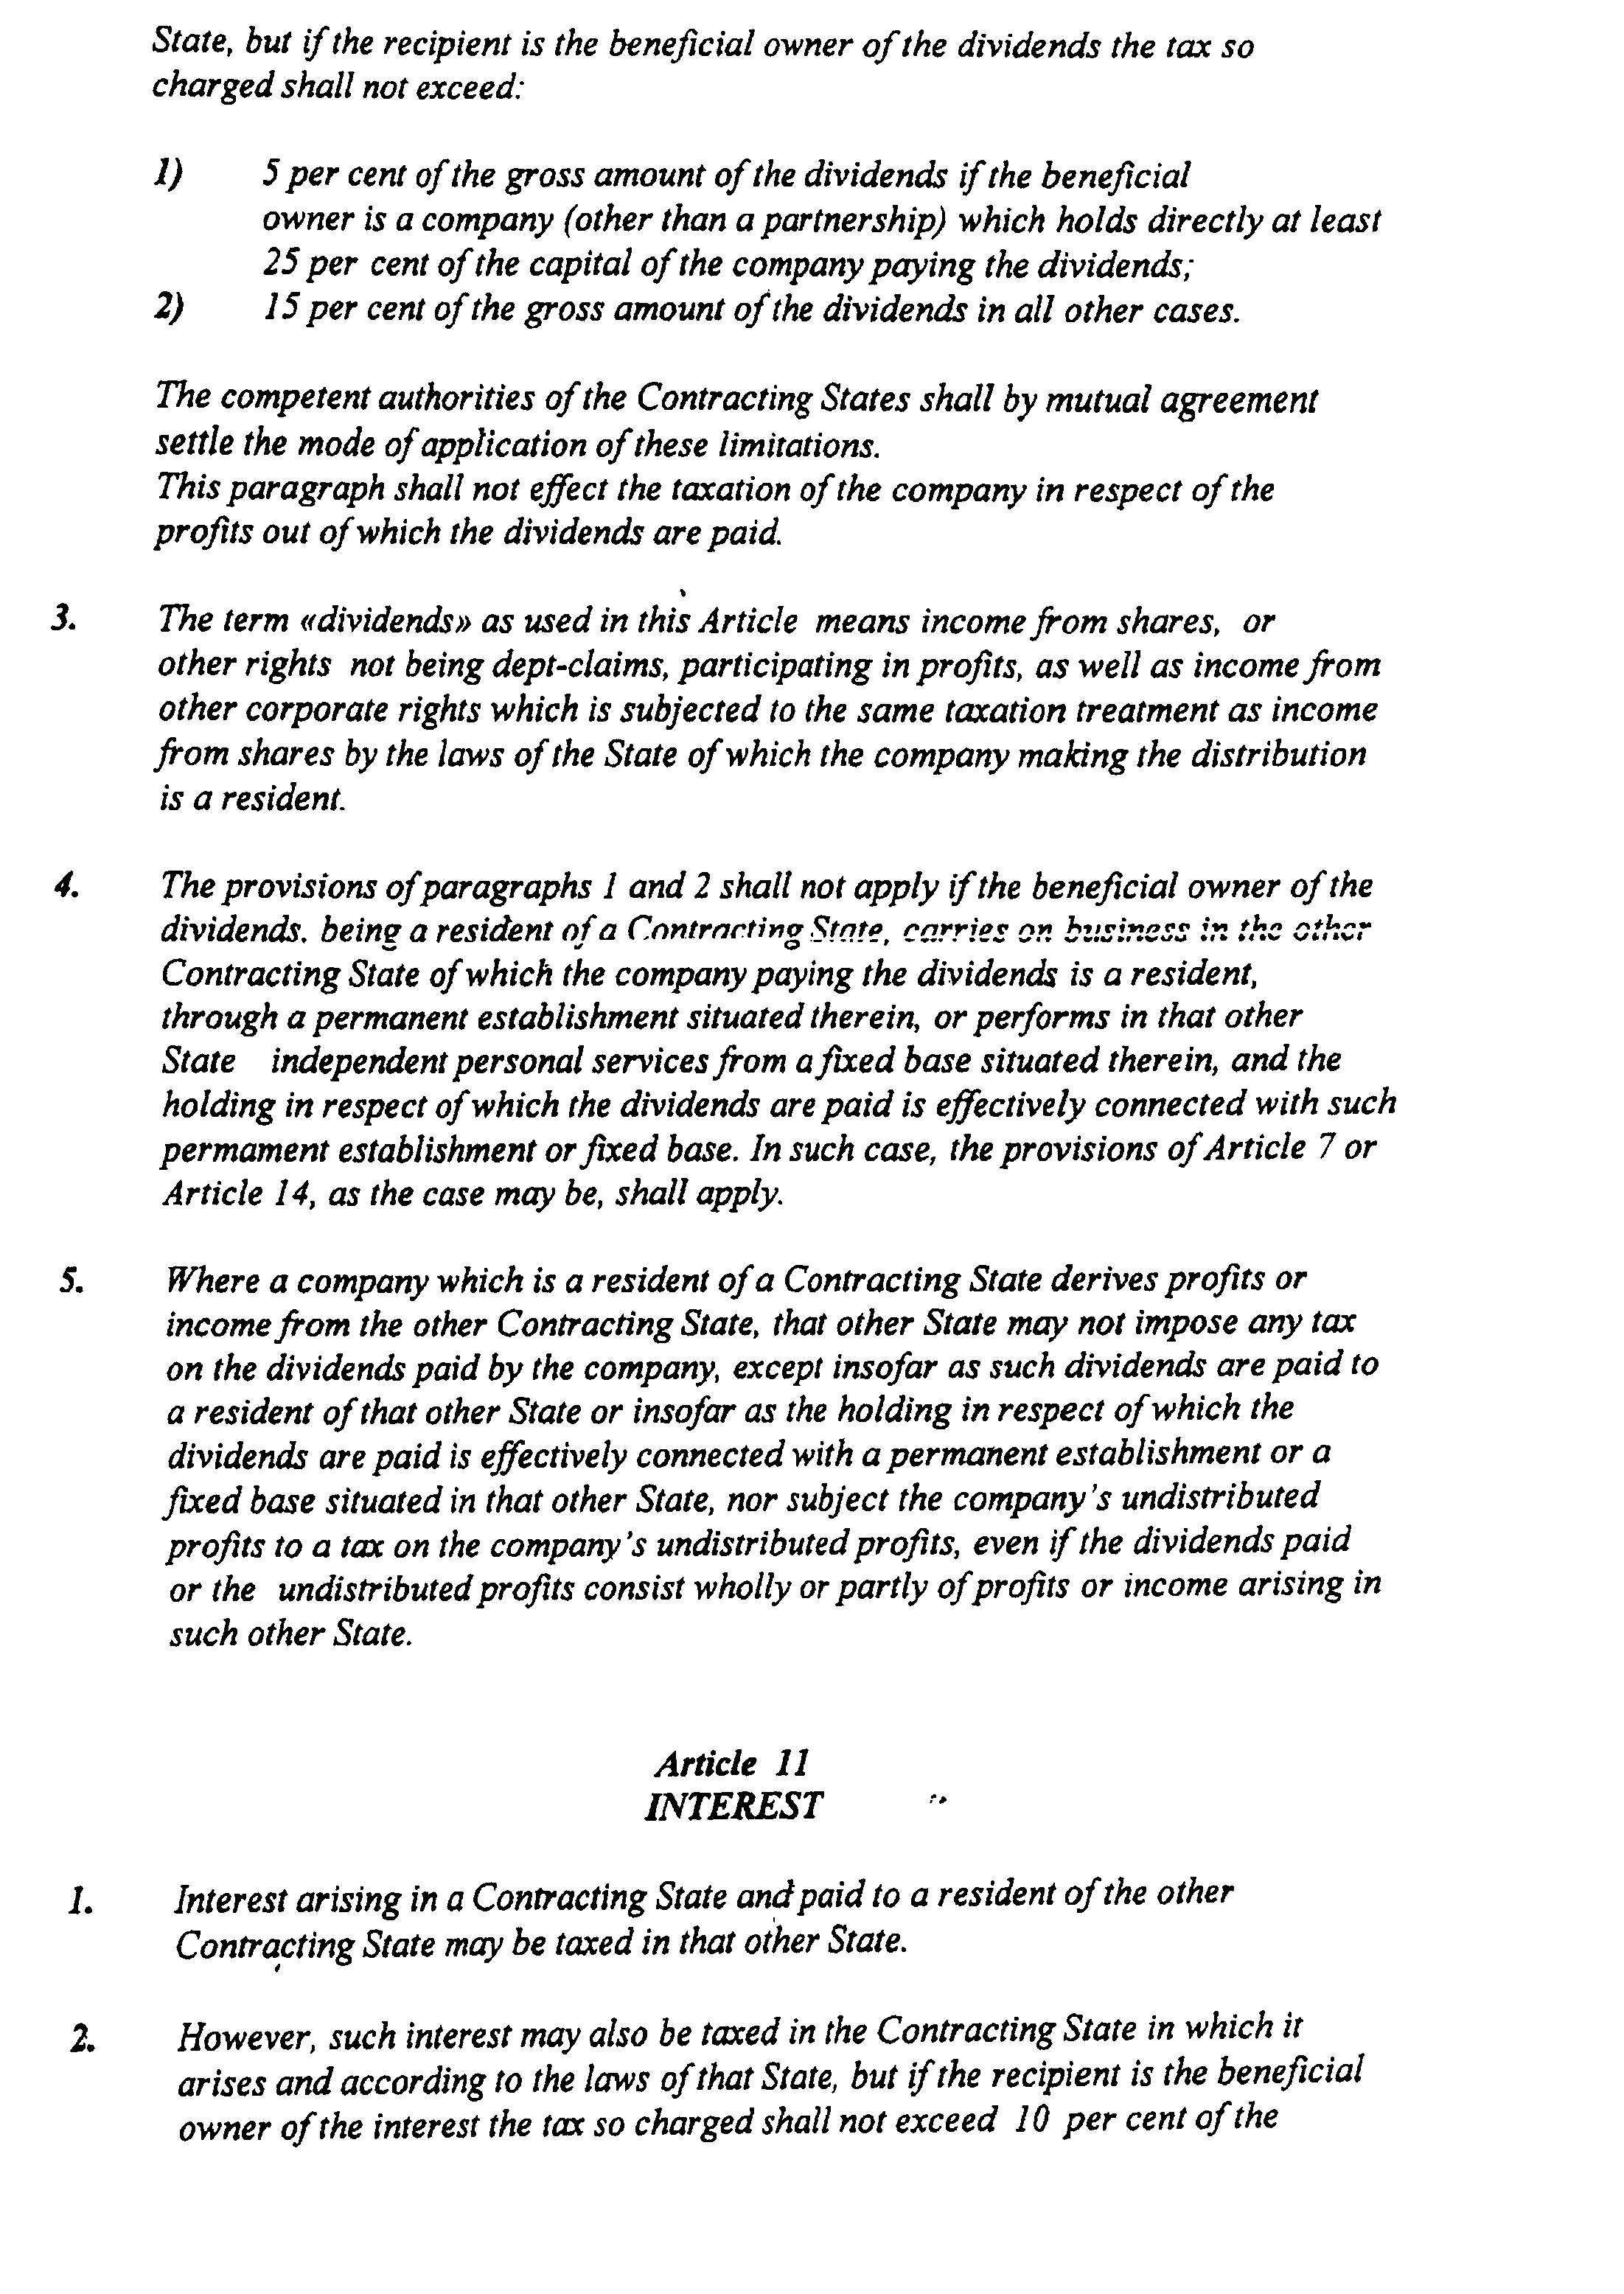 State, but if the recipient is the beneficial owner of the dividends the tax so
charged shall not exceed:
1) 5 per cent of the gross amount of the dividends if the beneficial
owner is a company (other than a partnership) which holds directly at least
25 per cent of the capital of the company paying the dividends;
2) 15 per cent of the gross amount of the dividends in all other cases.
The competent authorities of the Contracting States shall by mutual agreement
settle the mode of application of these limitations.
This paragraph shall not effect the taxation of the company in respect of the
profits out of which the dividends are paid.
3. The term «dividends» as used in this Article means income from shares, or
other rights not being dept-claims, participating in profits, as well as income from
other corporate rights which is subjected to the same taxation treatment as income
from shares by the laws of the State of which the company making the distribution
is a resident.
4. The provisions of paragraphs 1 and 2 shall not apply if the beneficial owner of the
dividends. being a resident of a Contracting State, carries on business in the other
Contracting State of which the company paying the dividends is a resident,
through a permanent establishment situated therein, or performs in that other
State independent personal services from a fixed base situated therein, and the
holding in respect of which the dividends are paid is effectively connected with such
permament establishment or fixed base. In such case, the provisions of Article 7 or
Article 14, as the case may be, shall apply.
5. Where a company which is a resident of a Contracting State derives profits or
income from the other Contracting State, that other State may not impose any tax
on the dividends paid by the company, except insofar as such dividends are paid to
a resident of that other State or insofar as the holding in respect of which the
dividends are paid is effectively connected with a permanent establishment or a
fixed base situated in that other State, nor subject the company's undistributed
profits to a tax on the company's undistributed profits, even if the dividends paid
or the undistributed profits consist wholly or partly of profits or income arising in
such other State.
Article 11
INTEREST
1. Interest arising in a Contracting State and paid to a resident of the other
Contracting State may be taxed in that other State.
2. However, such interest may also be taxed in the Contracting State in which it
arises and according to the laws of that State, but if the recipient is the beneficial
owner of the interest the tax so charged shall not exceed 10 per cent of the